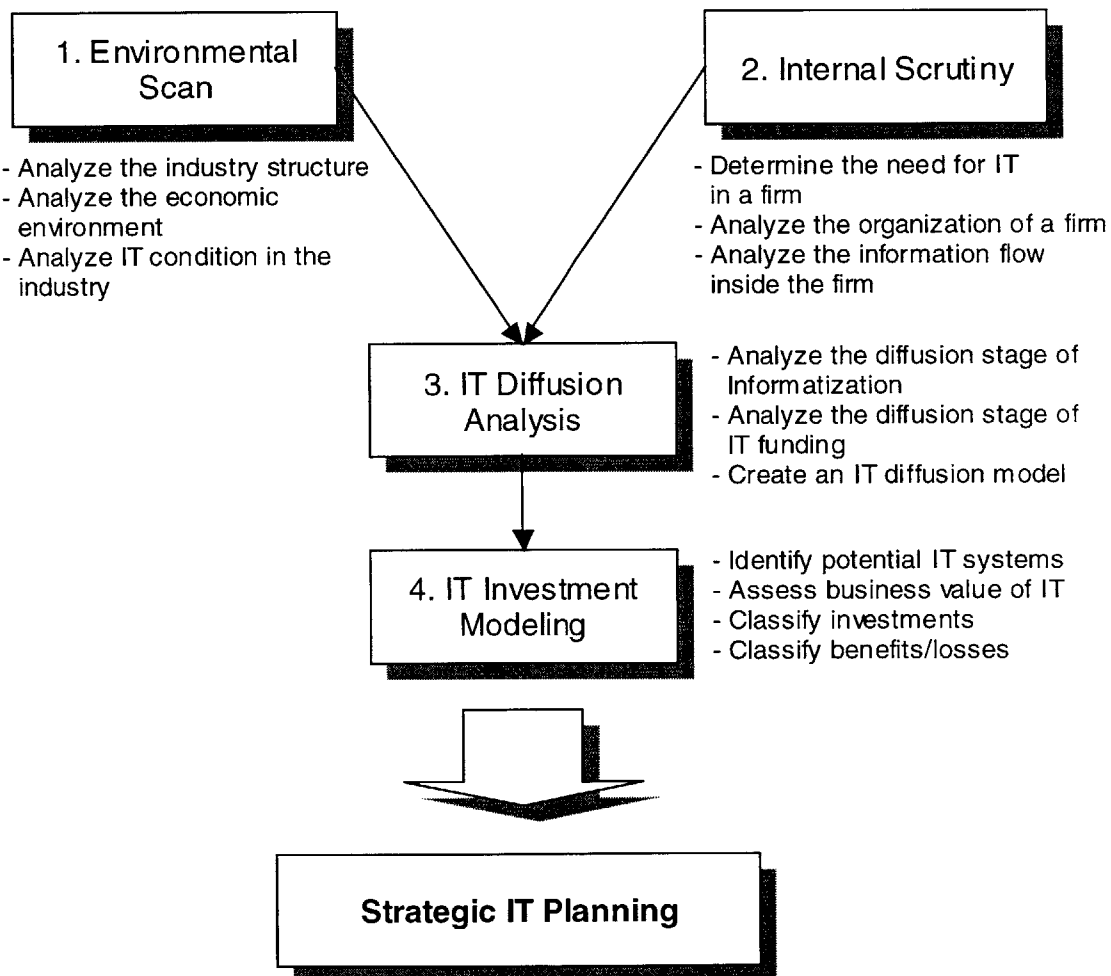 1. Environmental
Scan
- Analyze the industry structure
- Analyze the economic
environment
- Analyze IT condition in the
industry
2. Internal Scrutiny
- Determine the need for IT
in a firm
- Analyze the organization of a firm
- Analyze the information flow
inside the firm
3. IT Diffusion
Analysis
- Analyze the diffusion stage of
Informatization
- Analyze the diffusion stage of
IT funding
- Create an IT diffusion model
4. IT Investment
Modeling
- Identify potential IT systems
- Assess business value of IT
- Classify investments
- Classify benefits/losses
Strategic IT Planning